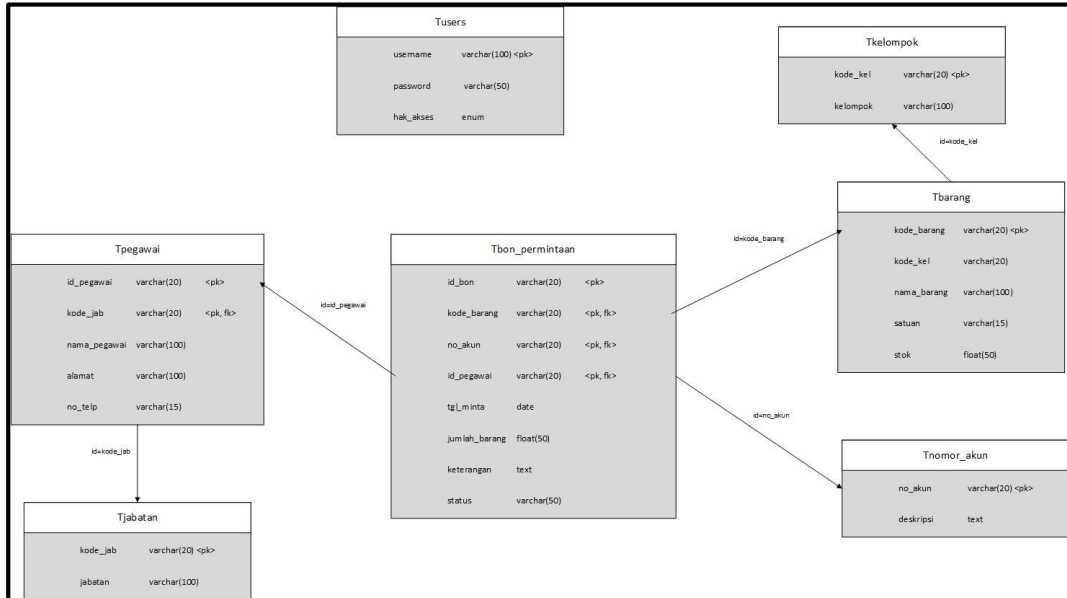 Tusers
username varchar(100) <pk>
password varchar(50)
hak_akses enum
Tkelompok
kode_kel varchar(20) <pk>
kelompok varchar(100)
id=kode_kel
Tbarang
kode_barang varchar(20) <pk>
kode_kel varchar(20)
nama_barang varchar(100)
satuan varchar(15)
stok float(50)
id=kode_barang
Tpegawai
id_pegawai varchar(20) <pk>
kode_jab varchar(20) <pk, fk>
nama_pegawai varchar(100)
alamat varchar(100)
no_telp varchar(15)
id=id_pegawai
Tbon_permintaan
id_bon varchar(20) <pk>
kode_barang varchar(20) <pk, fk>
no_akun varchar(20) <pk, fk>
id_pegawai varchar(20) <pk, fk>
tgl_minta date
jumlah_barang float(50)
keterangan text
status varchar(50)
id=no_akun
id=kode_jab
Tnomor_akun
no_akun varchar(20) <pk>
deskripsi text
Tjabatan
kode_jab varchar(20) <pk>
jabatan varchar(100)